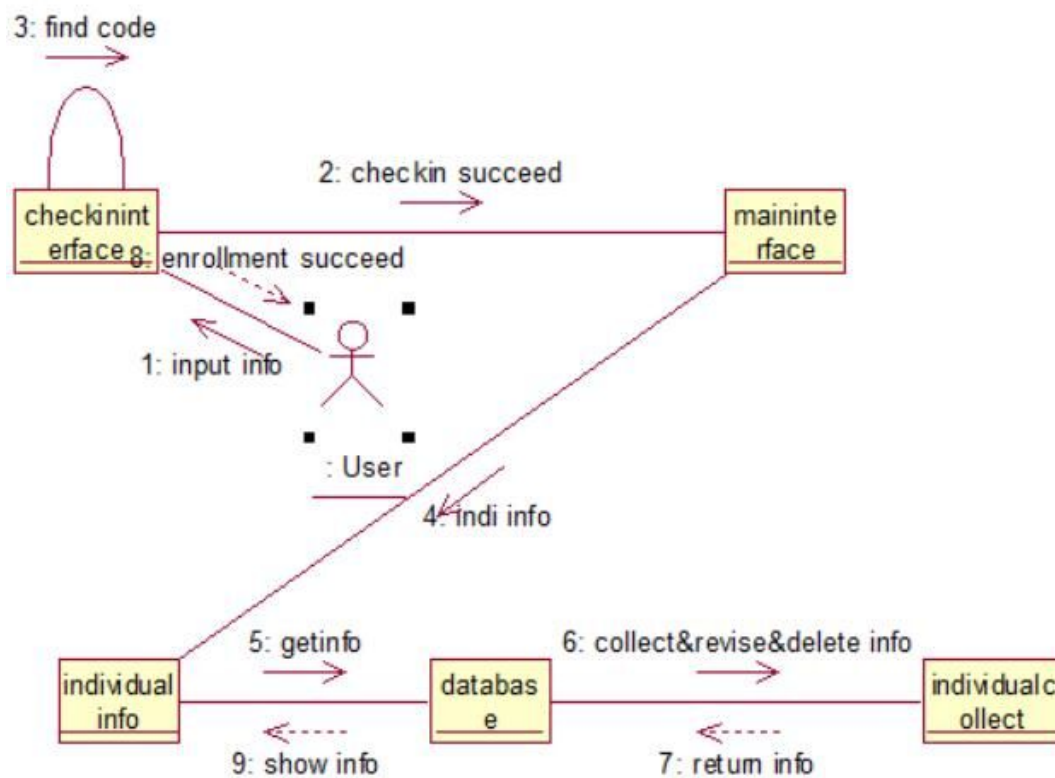 3: find code
2: checkin succeed
checkinint
erface
maininte
rface
8: enrollment succeed
1: input info
: User
4: indi info
5: getinfo
6: collect&revise&delete info
individual
info
databas
e
individualc
ollect
9: show info
7: return info